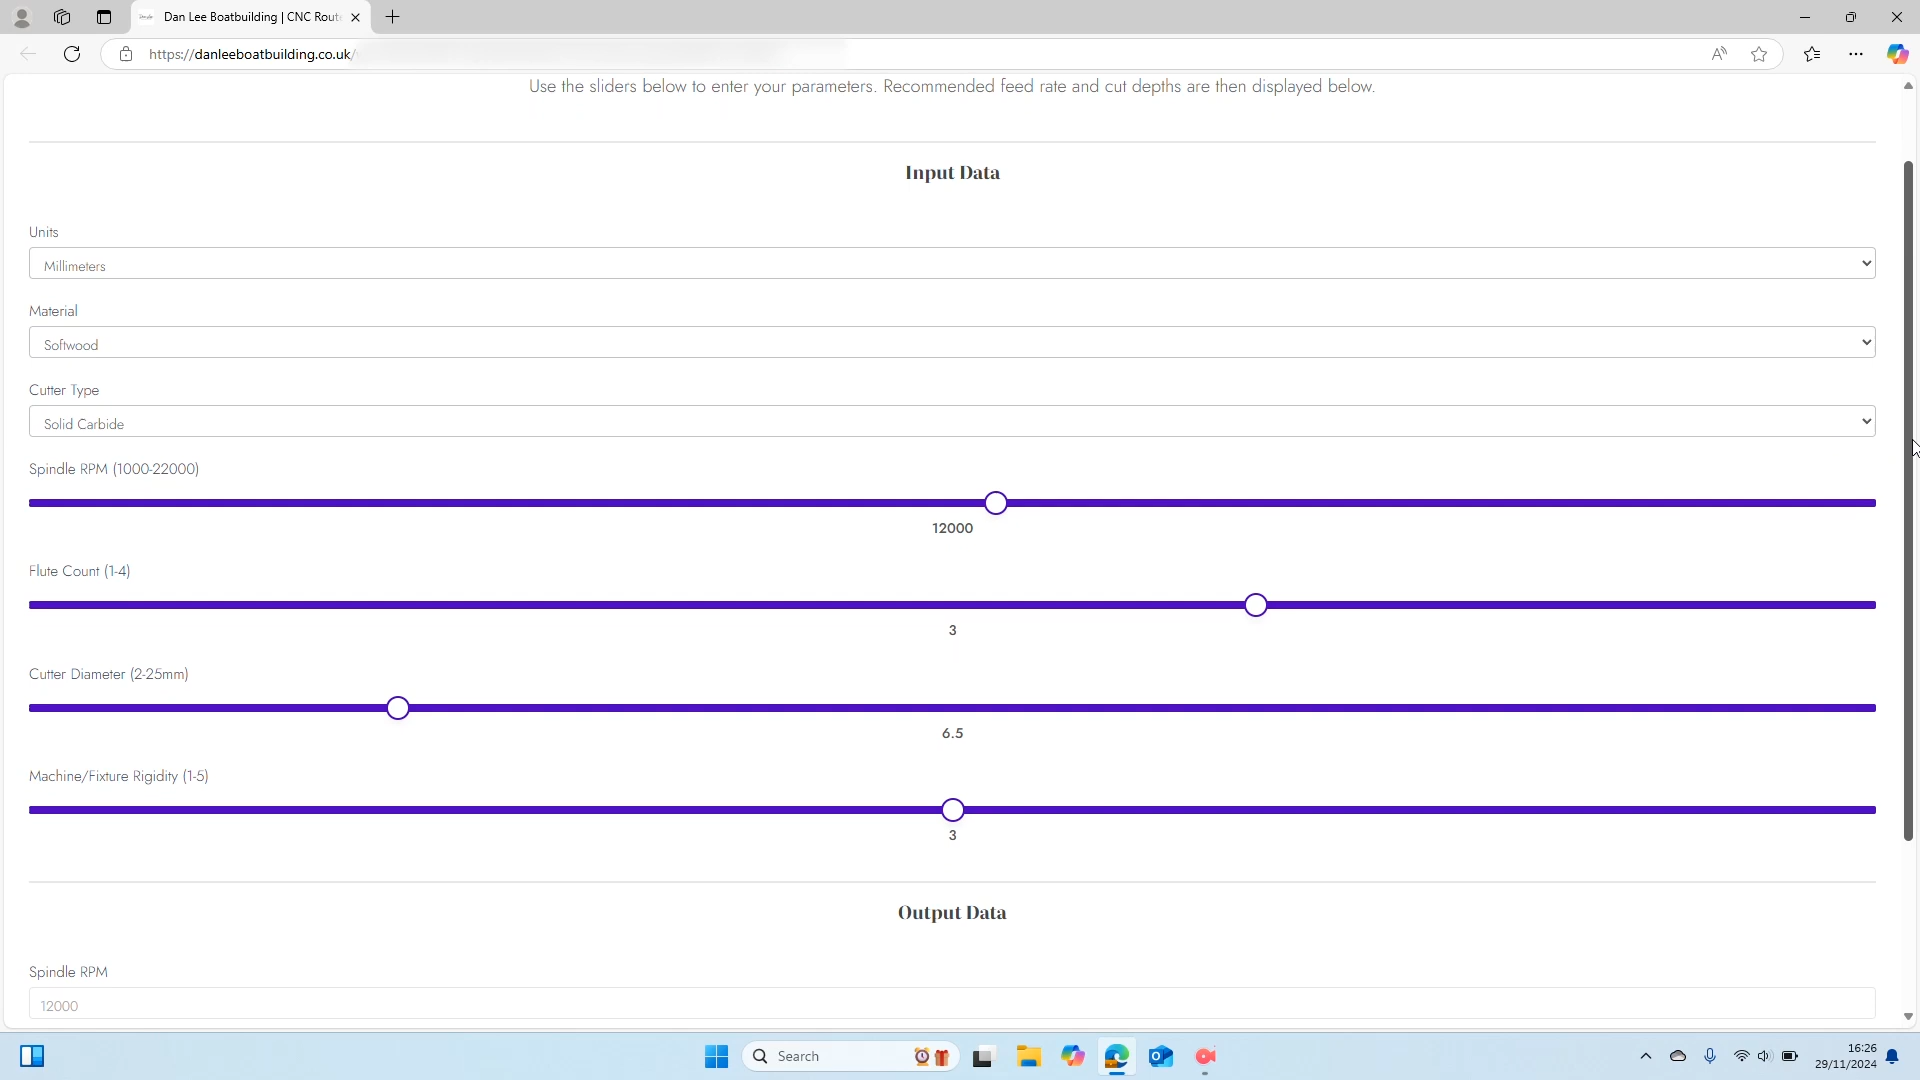 Dan Lee Boatbuilding | CNC Route
https://danleeboatbuilding.co.uk/
Use the sliders below to enter your parameters. Recommended feed rate and cut depths are then displayed below.
Input Data
Units
Millimeters
Material
Softwood
Cutter Type
Solid Carbide
Spindle RPM (1000-22000)
12000
Flute Count (1-4)
3
Cutter Diameter (2-25mm)
6.5
Machine/Fixture Rigidity (1-5)
3
Output Data
Spindle RPM
12000
Search
16:26
29/11/2024